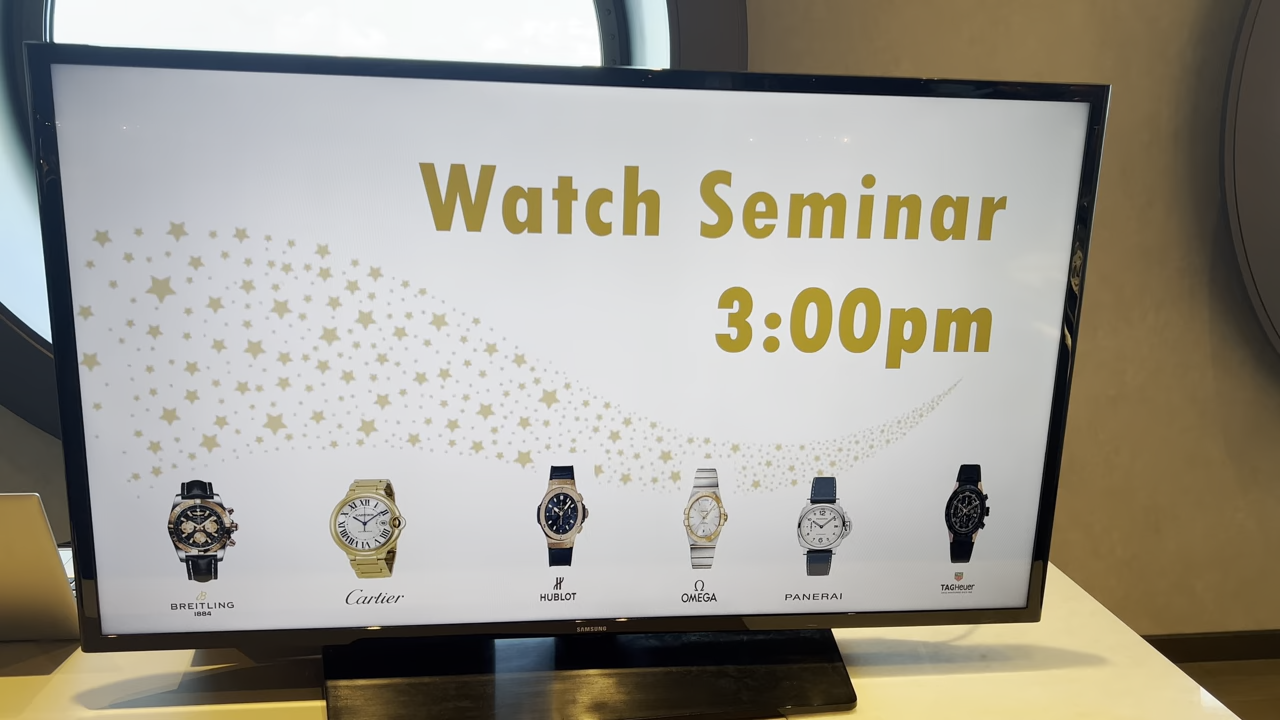 Watch Seminar
3:00pm
BREITLING
1884
Cartier
HUBLOT
Ω
OMEGA
PANERAI
TAGHeuer
SAMSUNG